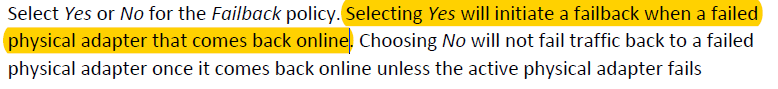 Select Yes or No for the Failback policy. Selecting Yes will initiate a failback when a failed
physical adapter that comes back online. Choosing No will not fail traffic back to a failed
physical adapter once it comes back online unless the active physical adapter fails